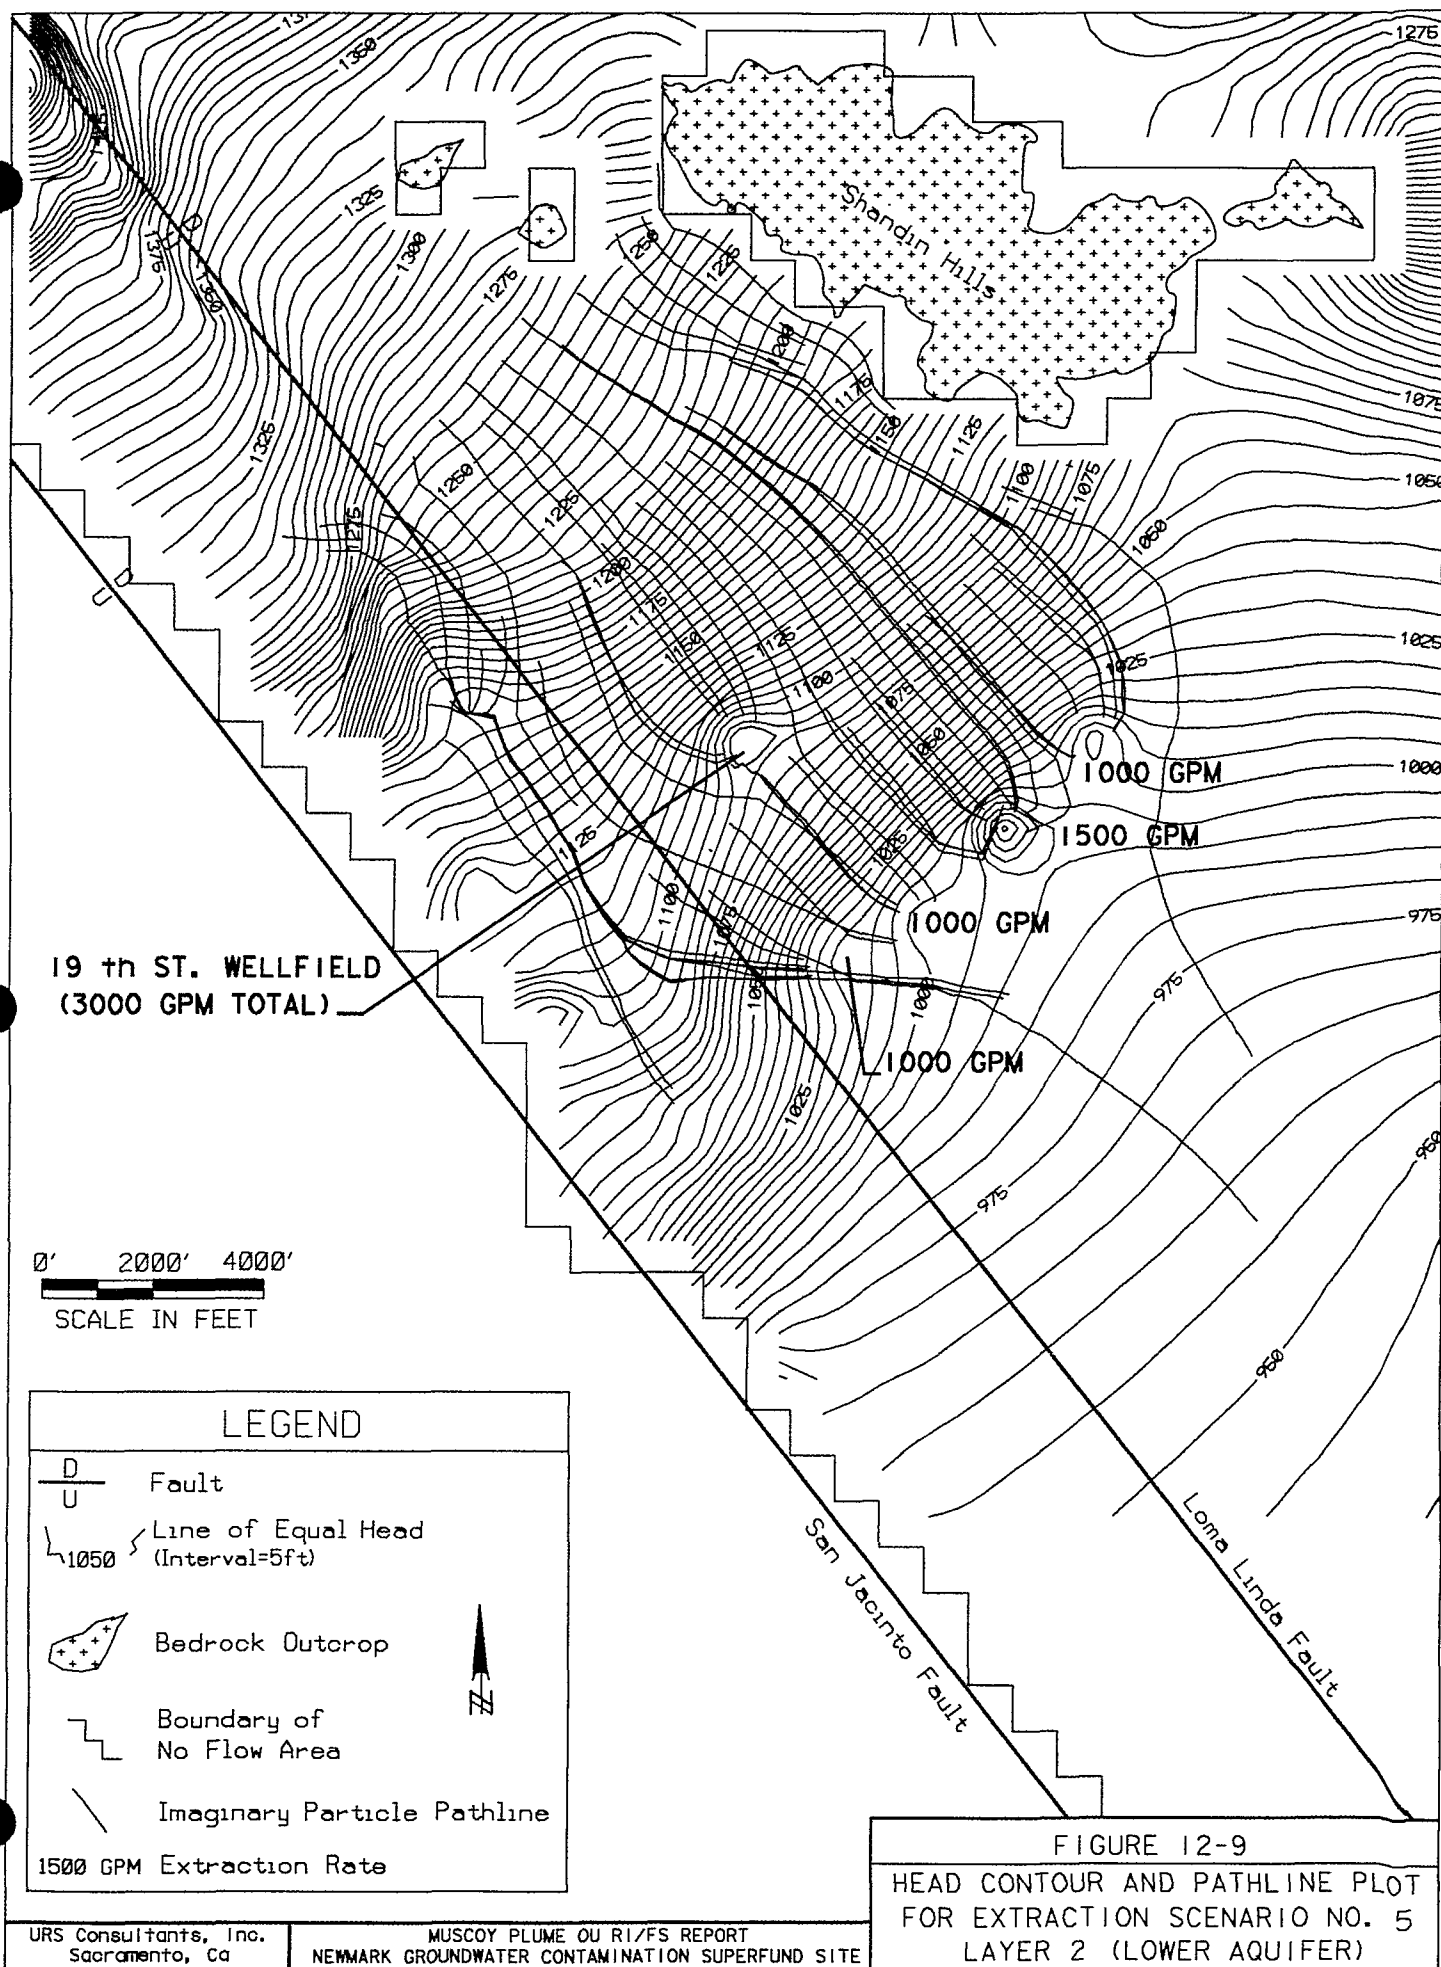 1350
1275
1325
1300
1275
1250
1225
Shandin Hills
1375
1350
1200
1175
1150
1125
1100
1075
1075
1050
1050
1325
1250
1225
1275
1200
1175
1150
1125
1100
1075
1050
1025
1025
1000
1000 GPM
1500 GPM
1125
1025
1000 GPM
975
1100
1075
19 th ST. WELLFIELD
(3000 GPM TOTAL)
975
1000 GPM
1025
950
975
950
D
U
0' 2000' 4000'
SCALE IN FEET
LEGEND
D
U
Fault
1050
Line of Equal Head
(Interval=5ft)
Bedrock Outcrop
N
Boundary of
No Flow Area
Imaginary Particle Pathline
1500 GPM Extraction Rate
San Jacinto Fault
Loma Linda Fault
FIGURE 12-9
HEAD CONTOUR AND PATHLINE PLOT
FOR EXTRACTION SCENARIO NO. 5
LAYER 2 (LOWER AQUIFER)
URS Consultants, Inc.
Sacramento, Ca
MUSCOY PLUME OU RI/FS REPORT
NEWMARK GROUNDWATER CONTAMINATION SUPERFUND SITE